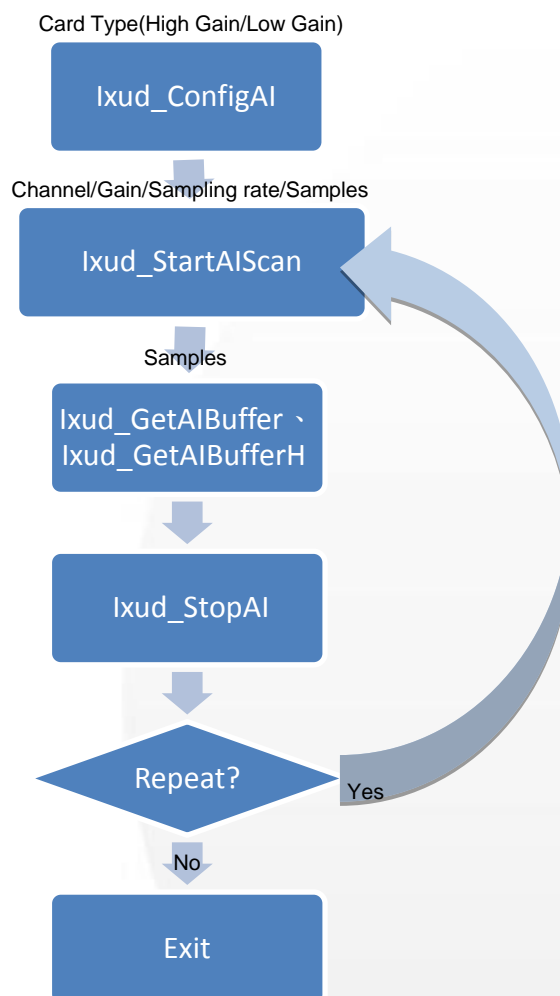 Card Type(High Gain/Low Gain)
Ixud_ConfigAI
Channel/Gain/Sampling rate/Samples
Ixud_StartAIScan
Samples
Ixud_GetAIBuffer、
Ixud_GetAIBufferH
Ixud_StopAI
Repeat?
Yes
No
Exit